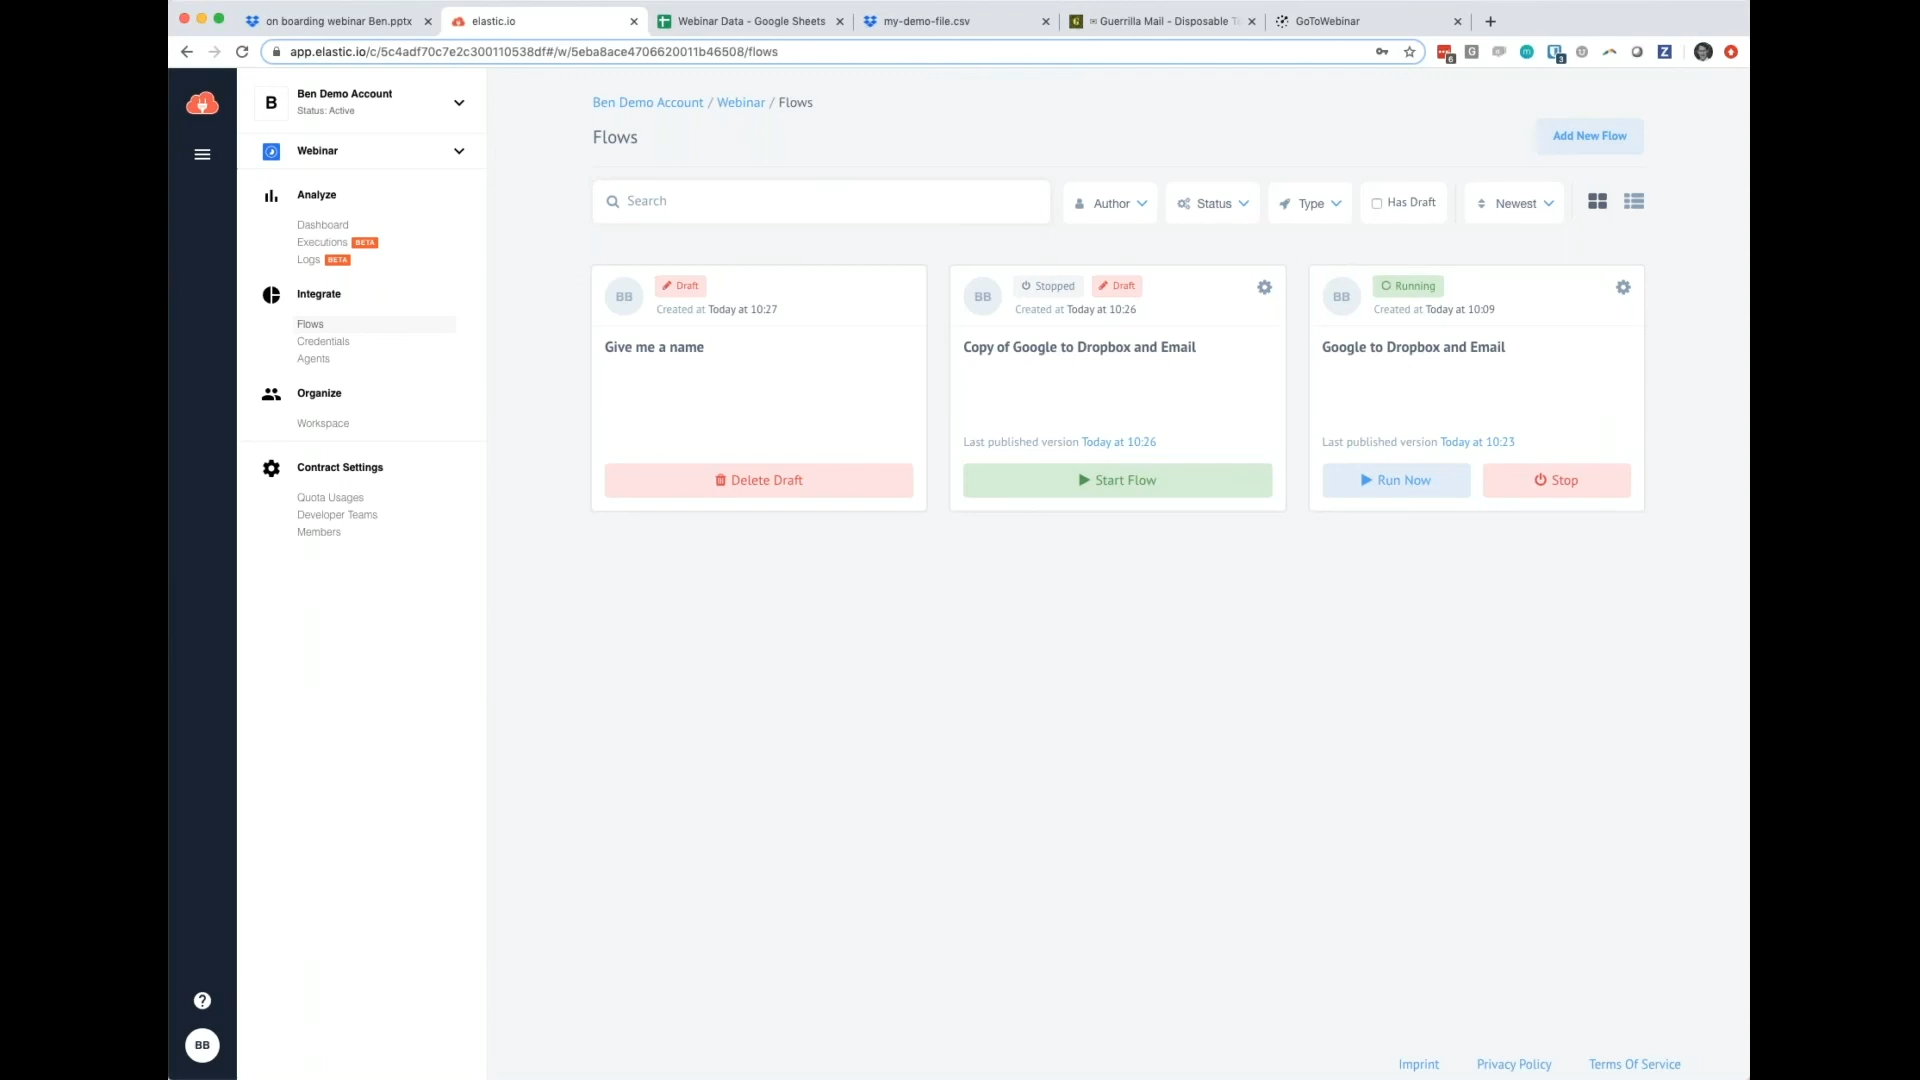 on boarding webinar Ben.pptx
elastic.io
Webinar Data - Google Sheets
my-demo-file.csv
Guerrilla Mail - Disposable
GoToWebinar
app.elastic.io/c/5c4adf70c7e2c300110538df#/w/5eba8ace4706620011b46508/flows
B
Ben Demo Account
Status: Active
Webinar
Analyze
Dashboard
Executions BETA
Logs BETA
Integrate
Flows
Credentials
Agents
Organize
Workspace
Contract Settings
Quota Usages
Developer Teams
Members
?
BB
Ben Demo Account / Webinar / Flows
Flows
Add New Flow
Search
Author
Status
Type
Has Draft
Newest
BB
Draft
Created at Today at 10:27
Give me a name
Delete Draft
BB
Stopped
Draft
Created at Today at 10:26
Copy of Google to Dropbox and Email
Last published version Today at 10:26
Start Flow
BB
Running
Created at Today at 10:09
Google to Dropbox and Email
Last published version Today at 10:23
Run Now
Stop
Imprint
Privacy Policy
Terms Of Service